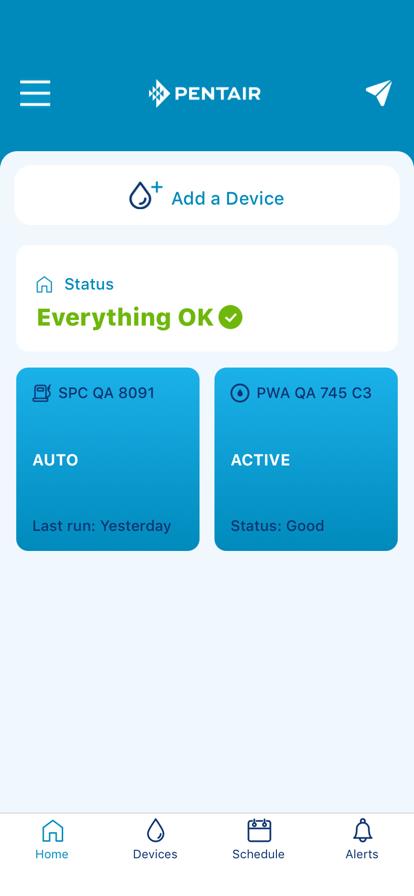 PENTAIR
Add a Device
Status
Everything OK
SPC QA 8091
AUTO
Last run: Yesterday
PWA QA 745 C3
ACTIVE
Status: Good
Home
Devices
Schedule
Alerts